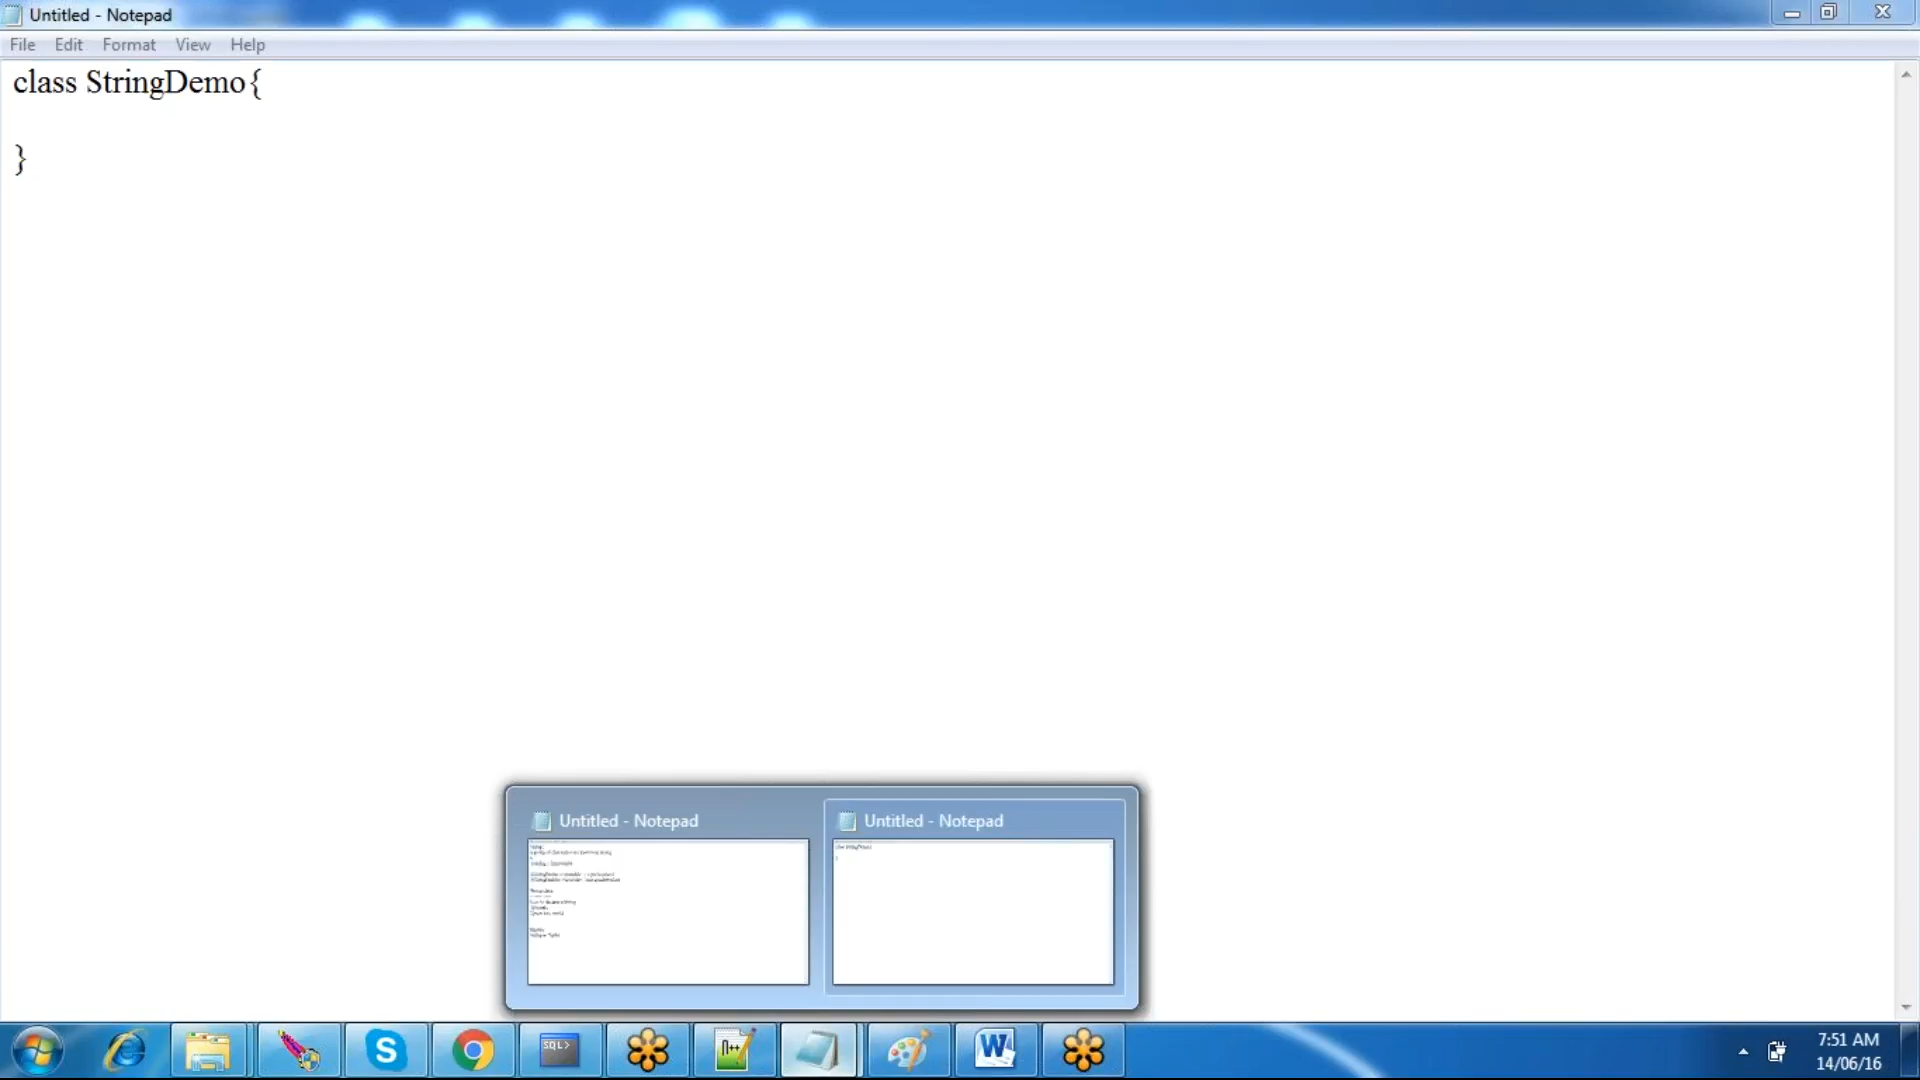 Untitled - Notepad
File Edit Format View Help
class StringDemo{
}
Untitled - Notepad
Untitled - Notepad
SQL>
n++
S
W
7:51 AM
14/06/16